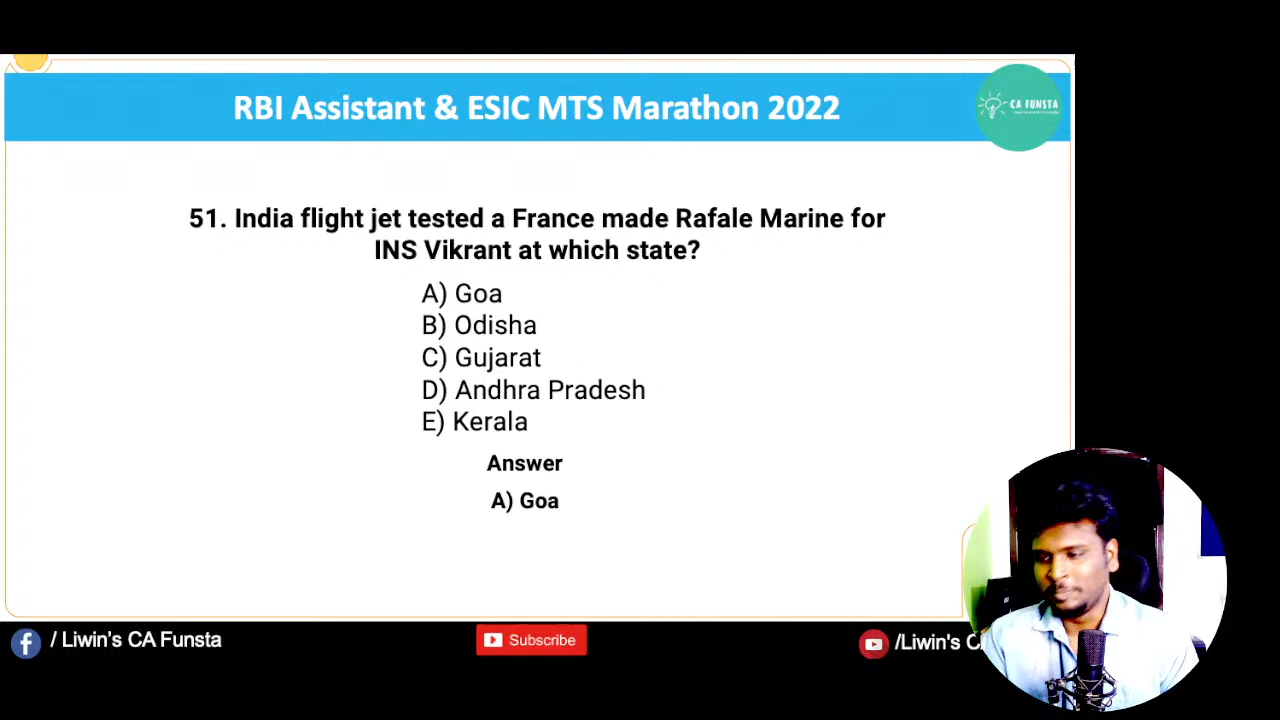 RBI Assistant & ESIC MTS Marathon 2022
CA FUNSTA
51. India flight jet tested a France made Rafale Marine for
INS Vikrant at which state?
A) Goa
B) Odisha
C) Gujarat
D) Andhra Pradesh
E) Kerala
Answer
A) Goa
/ Liwin's CA Funsta
Subscribe
/Liwin's